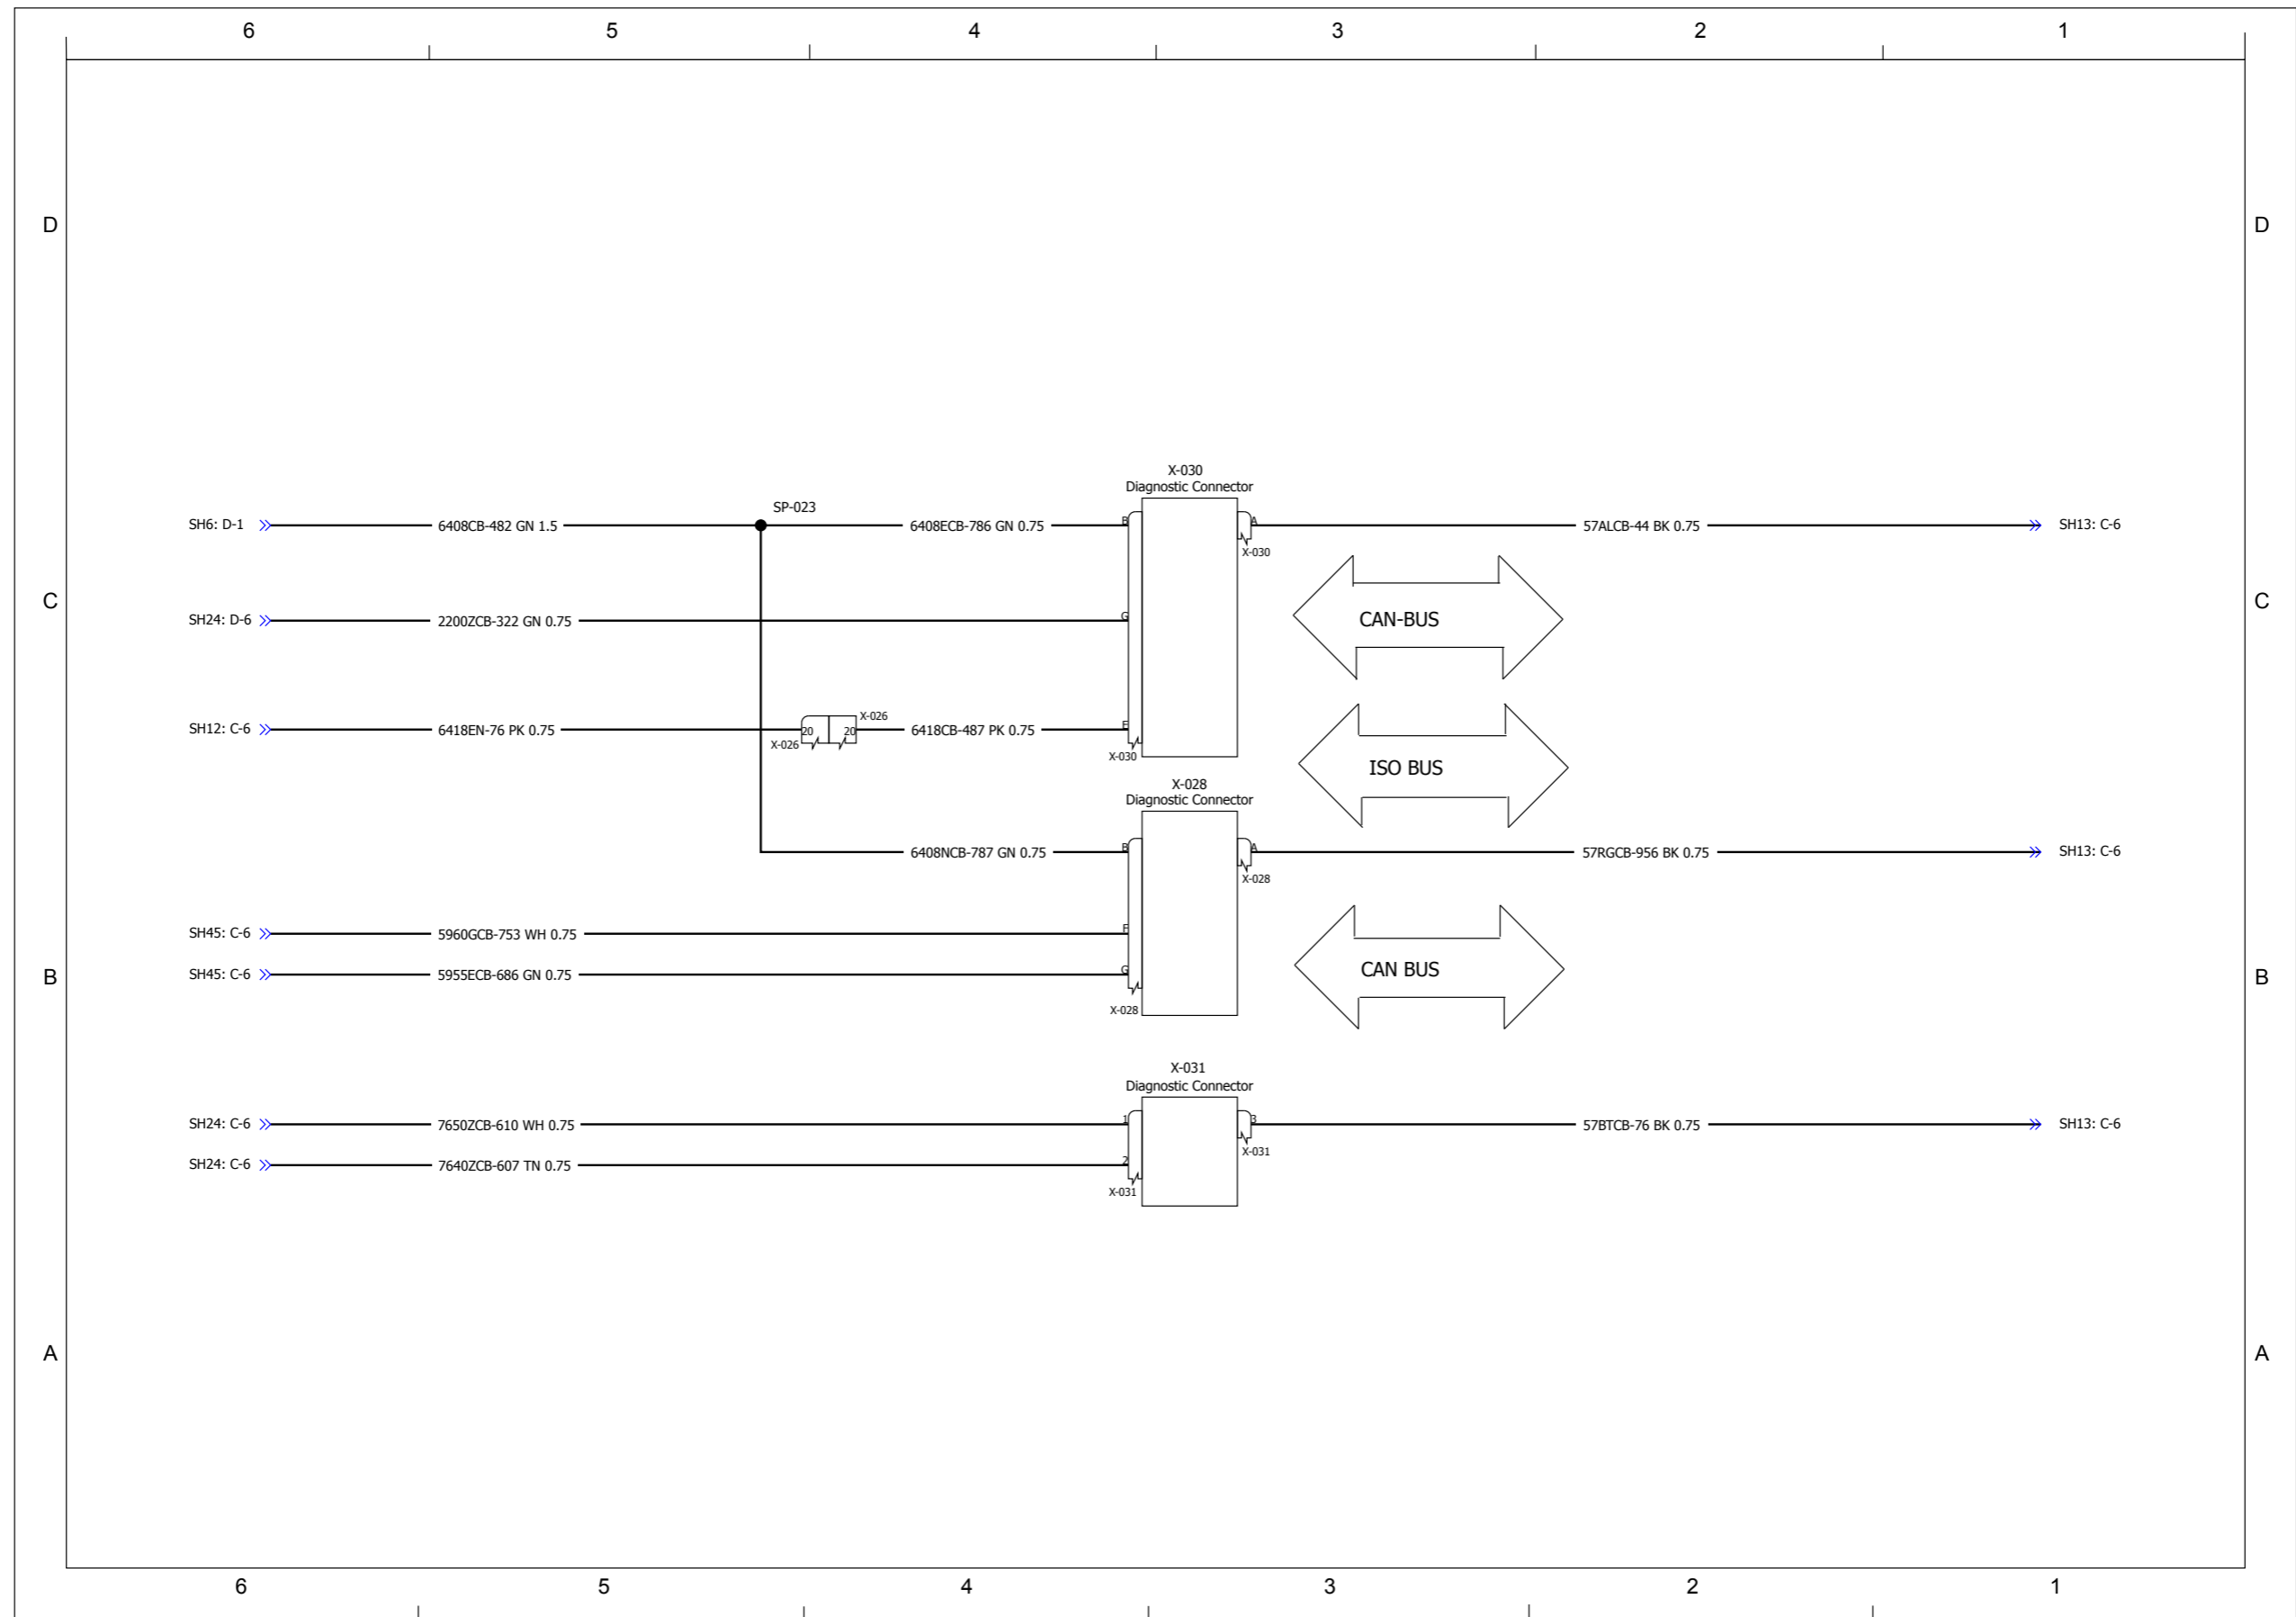 6 5 4 3 2 1
D D
X-030
Diagnostic Connector
SP-023
SH6: D-1 6408CB-482 GN 1.5 6408ECB-786 GN 0.75 B A 57ALCB-44 BK 0.75 SH13: C-6
X-030
C C
SH24: D-6 2200ZCB-322 GN 0.75 G CAN-BUS
X-026
SH12: C-6 6418EN-76 PK 0.75 20 20 6418CB-487 PK 0.75 E
X-026
X-030
ISO BUS
X-028
Diagnostic Connector
6408NCB-787 GN 0.75 B A 57RGCB-956 BK 0.75 SH13: C-6
X-028
SH45: C-6 5960GCB-753 WH 0.75 F
CAN BUS
SH45: C-6 5955ECB-686 GN 0.75 G
B B
X-028
X-031
Diagnostic Connector
SH24: C-6 7650ZCB-610 WH 0.75 1 3 57BTCB-76 BK 0.75 SH13: C-6
X-031
SH24: C-6 7640ZCB-607 TN 0.75 2
X-031
A A
6 5 4 3 2 1